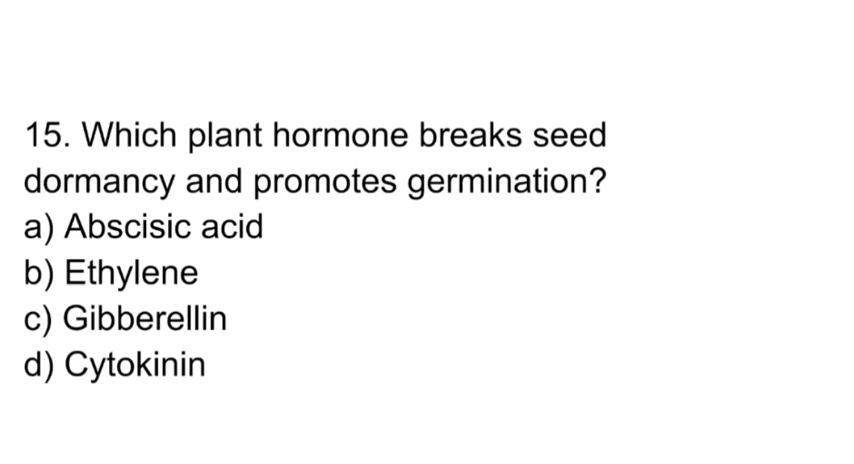 15. Which plant hormone breaks seed
dormancy and promotes germination?
a) Abscisic acid
b) Ethylene
c) Gibberellin
d) Cytokinin